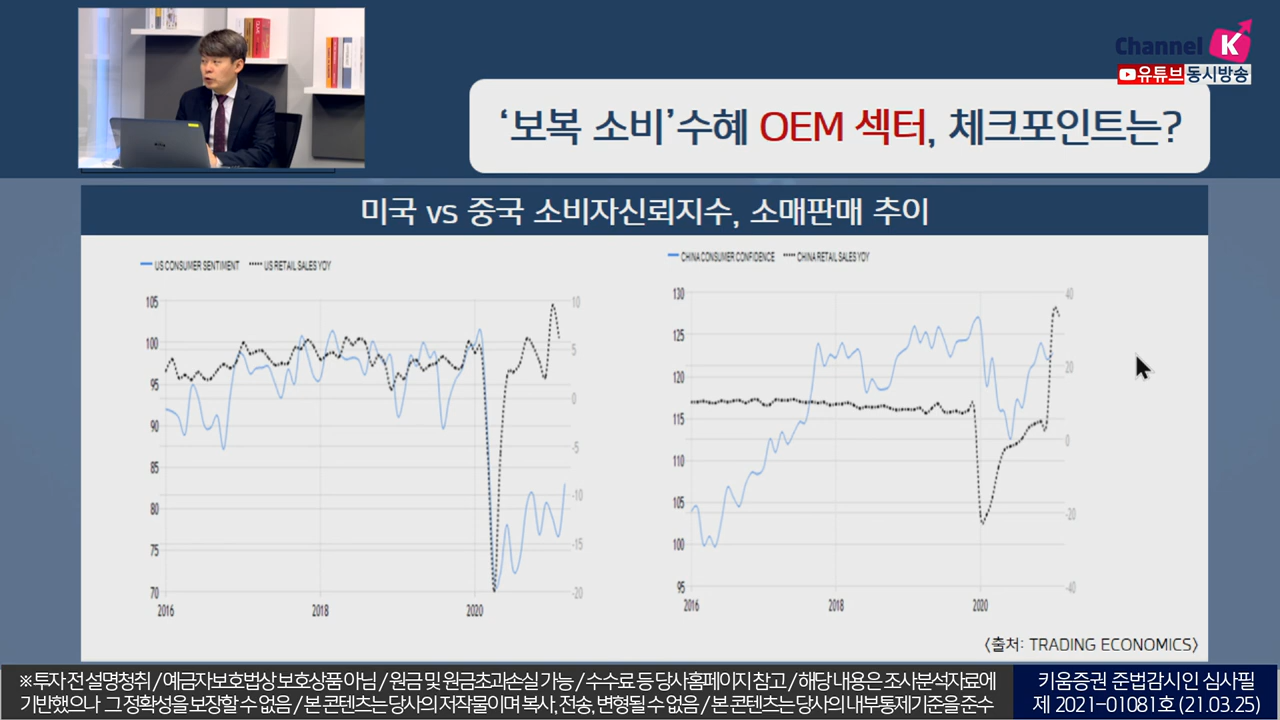 Channel K
유튜브동시방송
‘보복 소비’수혜 OEM 섹터, 체크포인트는?
미국 vs 중국 소비자신뢰지수, 소매판매 추이
US CONSUMER SENTIMENT US RETAIL SALES YOY
105
100
95
90
85
80
75
70
10
5
0
-5
-10
-15
-20
2016 2018 2020
CHINA CONSUMER CONFIDENCE CHINA RETAIL SALES YOY
130
125
120
115
110
105
100
95
40
20
0
-20
-40
2016 2018 2020
<출처: TRADING ECONOMICS>
※ 투자 전 설명청취 / 예금자보호법상 보호상품 아님 / 원금 및 원금초과손실 가능 / 수수료 등 당사홈페이지 참고 / 해당 내용은 조사분석자료에
기반했으나 그 정확성을 보장할 수 없음 / 본 콘텐츠는 당사의 저작물이며 복사, 전송, 변형될 수 없음 / 본 콘텐츠는 당사의 내부통제기준을 준수
키움증권 준법감시인 심사필
제 2021-01081호 (21.03.25)